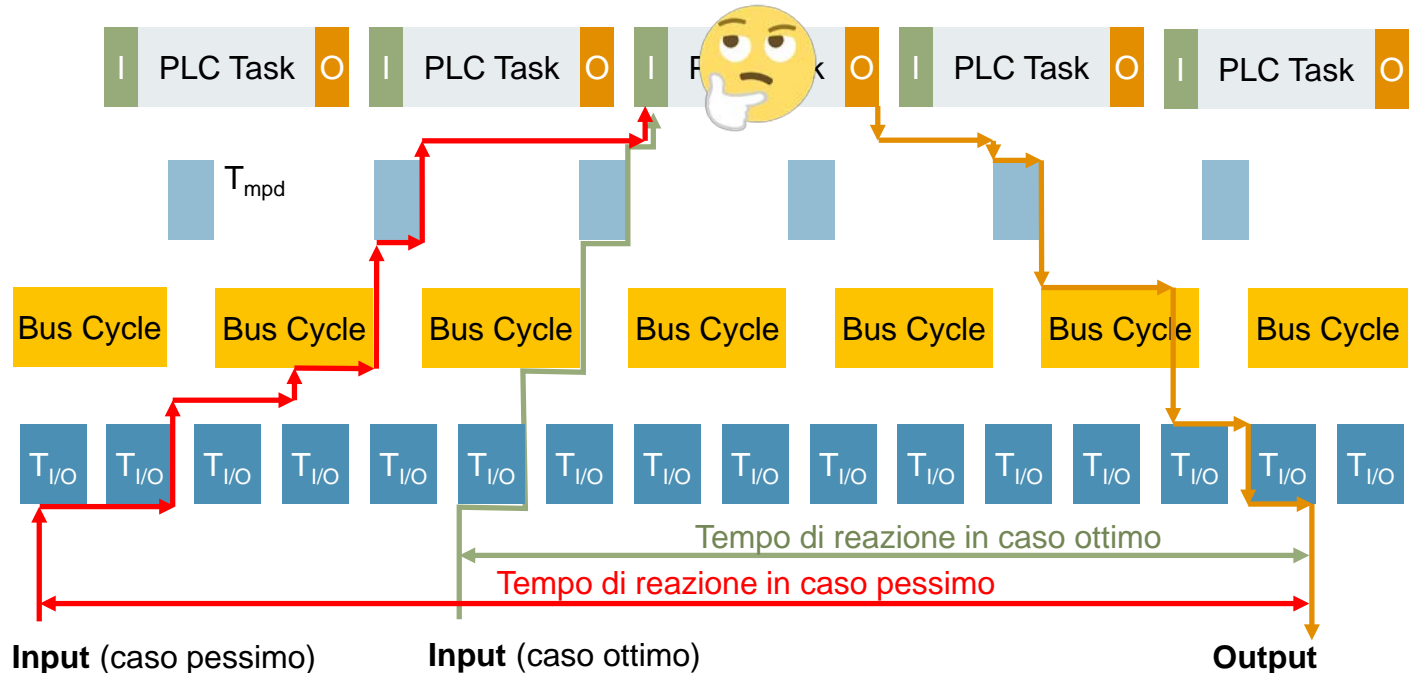 I PLC Task O I PLC Task O I P k O I PLC Task O I PLC Task O
Tmpd
Bus Cycle Bus Cycle Bus Cycle Bus Cycle Bus Cycle Bus Cycle Bus Cycle
TI/O TI/O TI/O TI/O TI/O TI/O TI/O TI/O TI/O TI/O TI/O TI/O TI/O TI/O TI/O TI/O
Tempo di reazione in caso ottimo
Tempo di reazione in caso pessimo
Input (caso pessimo) Input (caso ottimo) Output